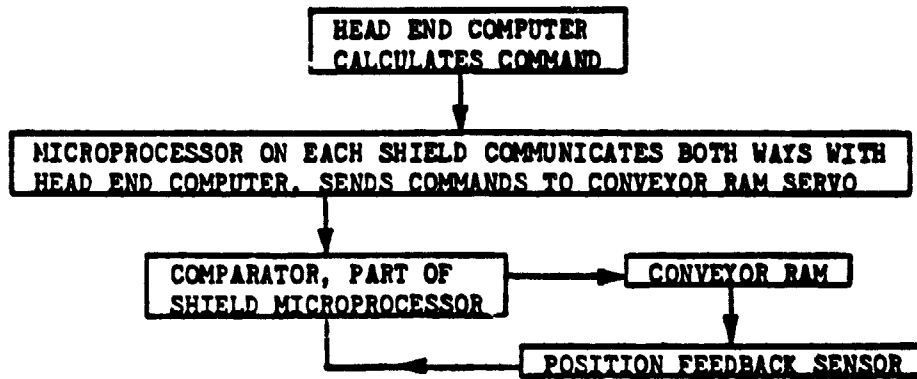 HEAD END COMPUTER
CALCULATES COMMAND
MICROPROCESSOR ON EACH SHIELD COMMUNICATES BOTH WAYS WITH
HEAD END COMPUTER. SENDS COMMANDS TO CONVEYOR RAM SERVO
COMPARATOR, PART OF
SHIELD MICROPROCESSOR
CONVEYOR RAM
POSITION FEEDBACK SENSOR